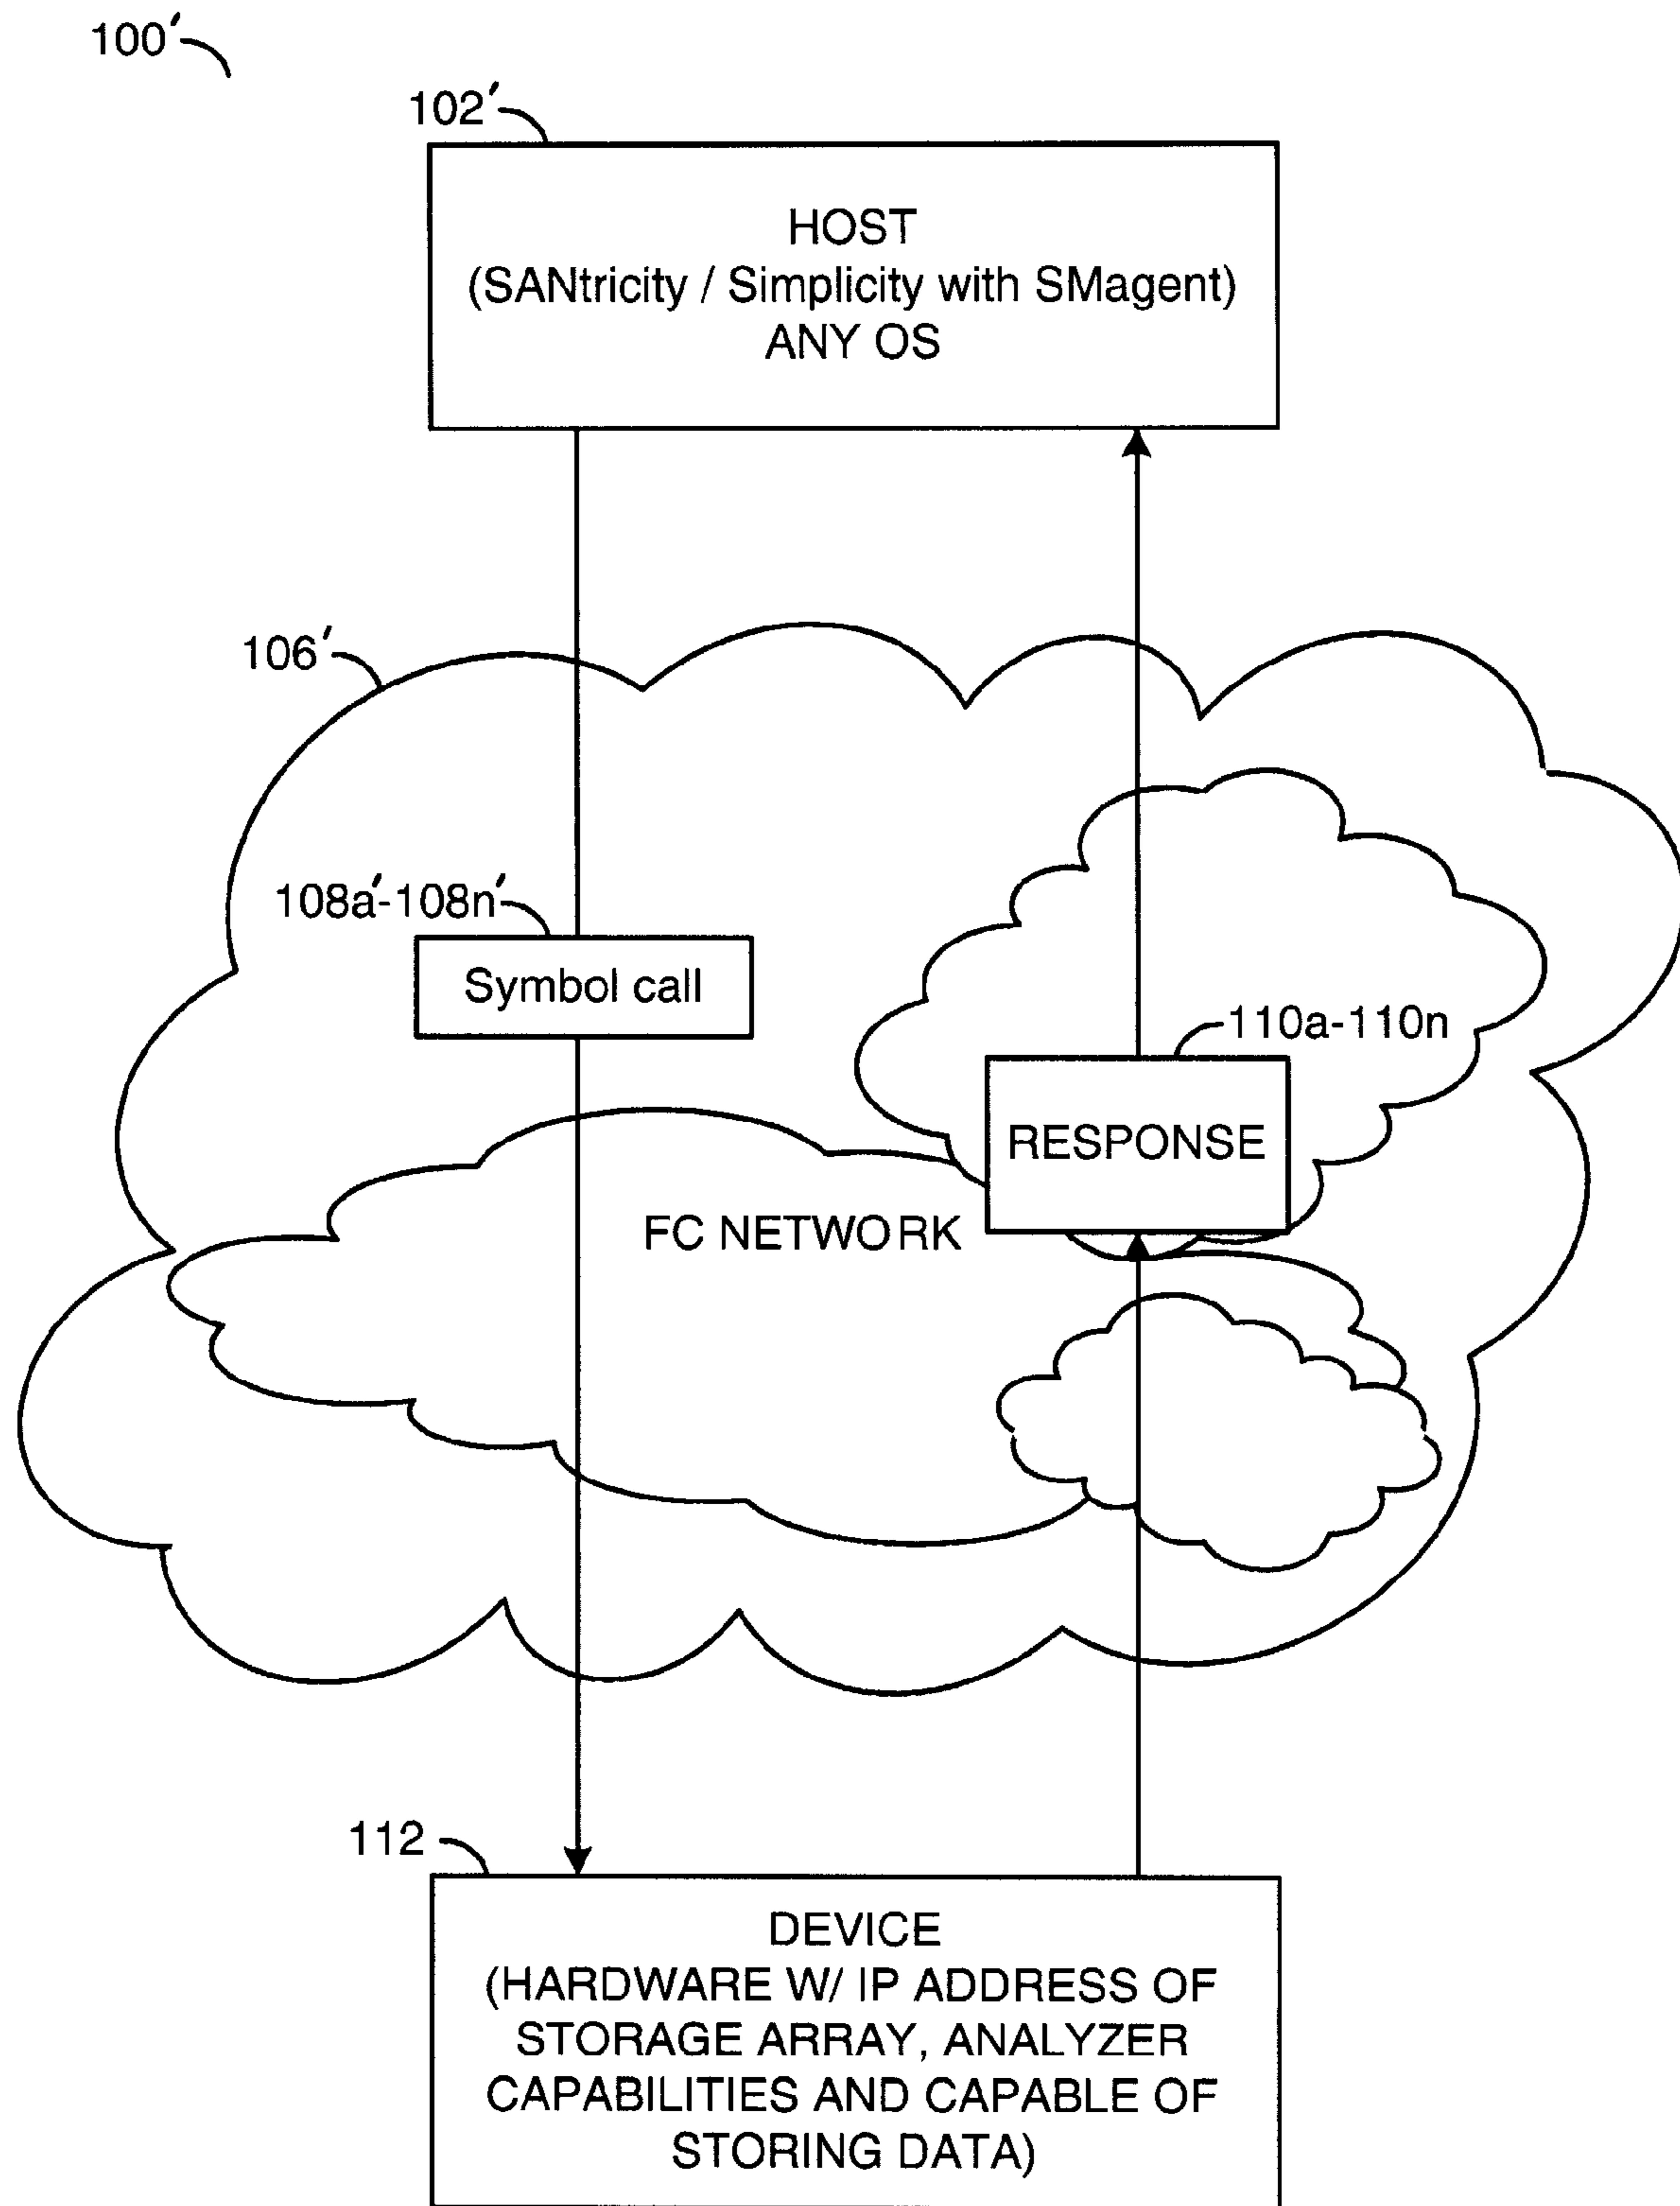 100′
102′
HOST
(SANtricity / Simplicity with SMagent)
ANY OS
106′
108a′-108n′
Symbol call
110a-110n
RESPONSE
FC NETWORK
112
DEVICE
(HARDWARE W/ IP ADDRESS OF
STORAGE ARRAY, ANALYZER
CAPABILITIES AND CAPABLE OF
STORING DATA)